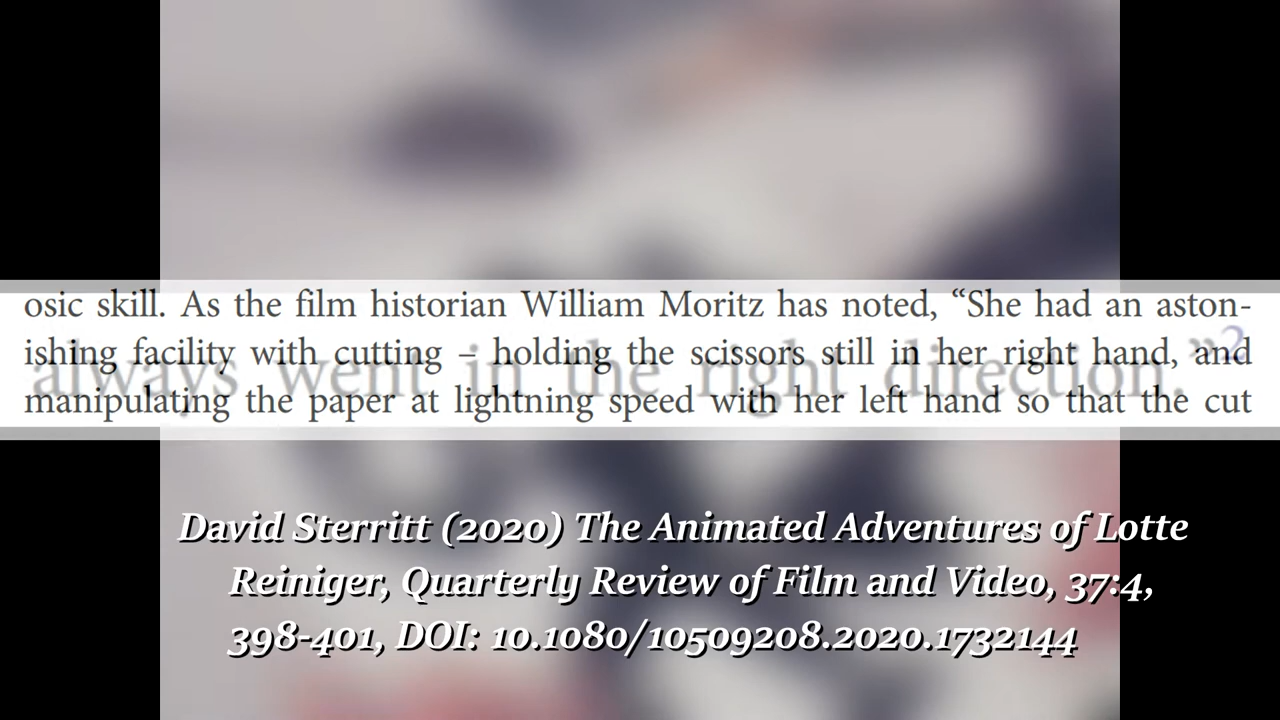 osic skill. As the film historian William Moritz has noted, “She had an aston-
ishing facility with cutting – holding the scissors still in her right hand, and
always went in the right direction.”2
manipulating the paper at lightning speed with her left hand so that the cut
David Sterritt (2020) The Animated Adventures of Lotte
Reiniger, Quarterly Review of Film and Video, 37:4,
398-401, DOI: 10.1080/10509208.2020.1732144